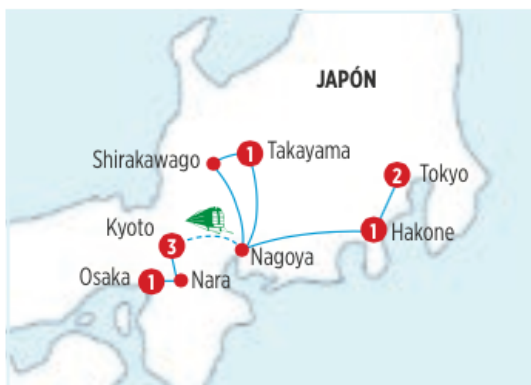 JAPÓN
1
Takayama
Shirakawago
2
Tokyo
Kyoto
3
1
Hakone
Nagoya
Osaka
1
Nara